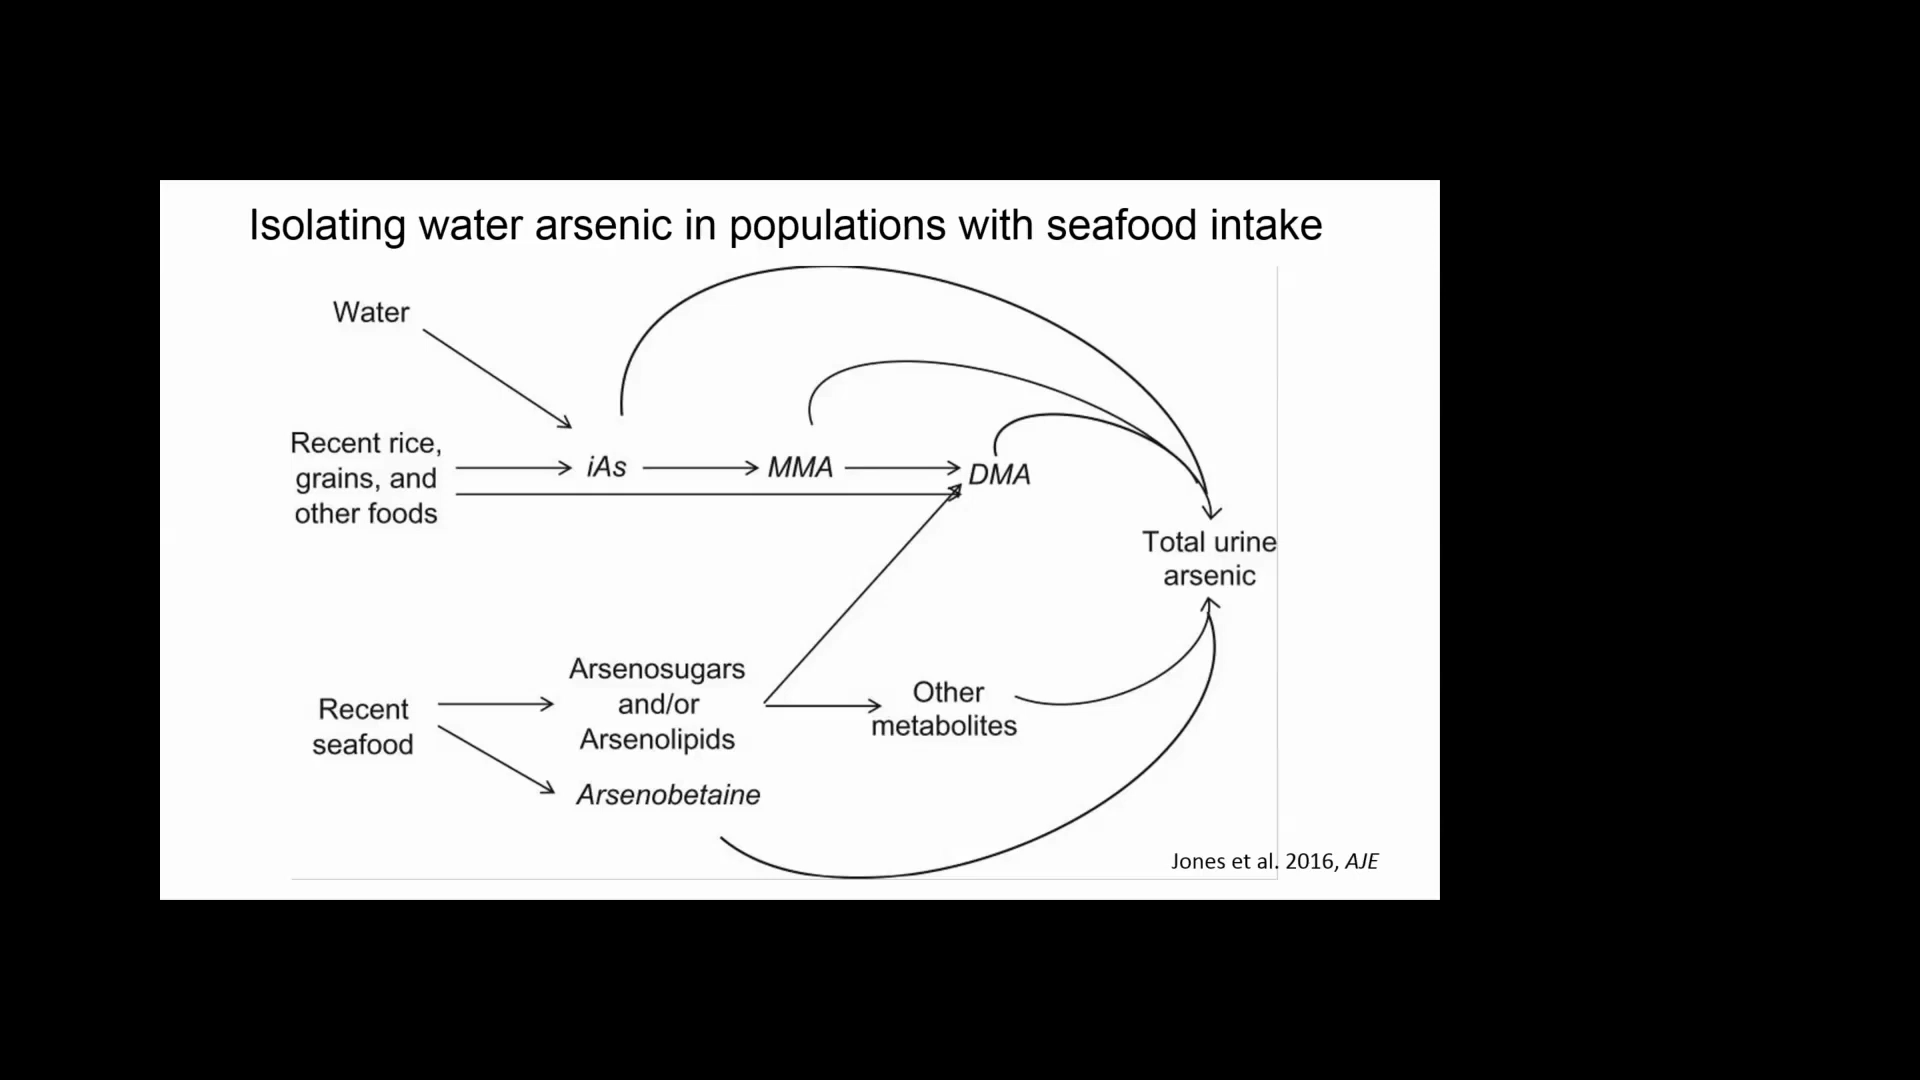 Isolating water arsenic in populations with seafood intake
Water
Recent rice,
grains, and
other foods
iAs
MMA
DMA
Total urine
arsenic
Recent
seafood
Arsenosugars
and/or
Arsenolipids
Other
metabolites
Arsenobetaine
Jones et al. 2016, AJE